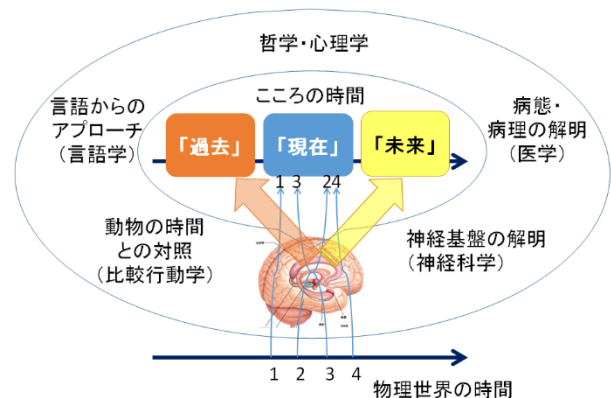 哲学・心理学
言語からの
アプローチ
(言語学)
こころの時間
病態・
病理の解明
(医学)
「過去」
「現在」
「未来」
1 3 24
動物の時間
との対照
(比較行動学)
神経基盤の解明
(神経科学)
1 2 3 4
物理世界の時間